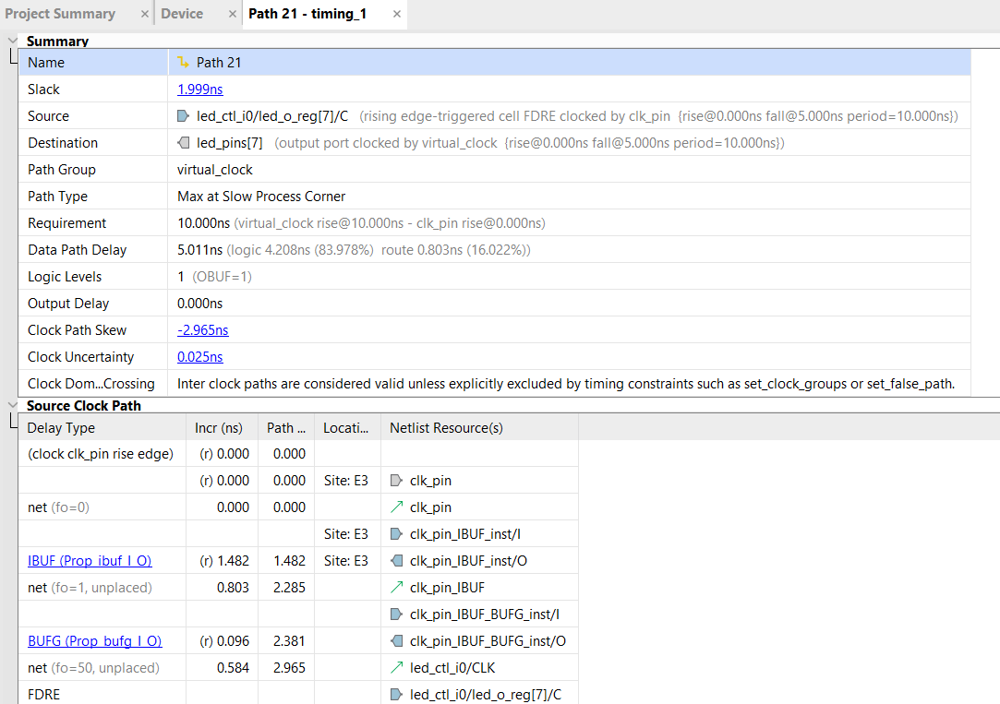 Project Summary × Device × Path 21 - timing_1 ×
Summary
Name Path 21
Slack 1.999ns
Source led_ctl_i0/led_o_reg[7]/C (rising edge-triggered cell FDRE clocked by clk_pin {rise@0.000ns fall@5.000ns period=10.000ns})
Destination led_pins[7] (output port clocked by virtual_clock {rise@0.000ns fall@5.000ns period=10.000ns})
Path Group virtual_clock
Path Type Max at Slow Process Corner
Requirement 10.000ns (virtual_clock rise@10.000ns - clk_pin rise@0.000ns)
Data Path Delay 5.011ns (logic 4.208ns (83.978%) route 0.803ns (16.022%))
Logic Levels 1 (OBUF=1)
Output Delay 0.000ns
Clock Path Skew -2.965ns
Clock Uncertainty 0.025ns
Clock Dom...Crossing Inter clock paths are considered valid unless explicitly excluded by timing constraints such as set_clock_groups or set_false_path.
Source Clock Path
Delay Type Incr (ns) Path ... Locati... Netlist Resource(s)
(clock clk_pin rise edge) (r) 0.000 0.000
(r) 0.000 0.000 Site: E3 clk_pin
net (fo=0) 0.000 0.000 clk_pin
Site: E3 clk_pin_IBUF_inst/I
IBUF (Prop_ibuf_I_O) (r) 1.482 1.482 Site: E3 clk_pin_IBUF_inst/O
net (fo=1, unplaced) 0.803 2.285 clk_pin_IBUF
clk_pin_IBUF_BUFG_inst/I
BUFG (Prop_bufg_I_O) (r) 0.096 2.381 clk_pin_IBUF_BUFG_inst/O
net (fo=50, unplaced) 0.584 2.965 led_ctl_i0/CLK
FDRE led_ctl_i0/led_o_reg[7]/C